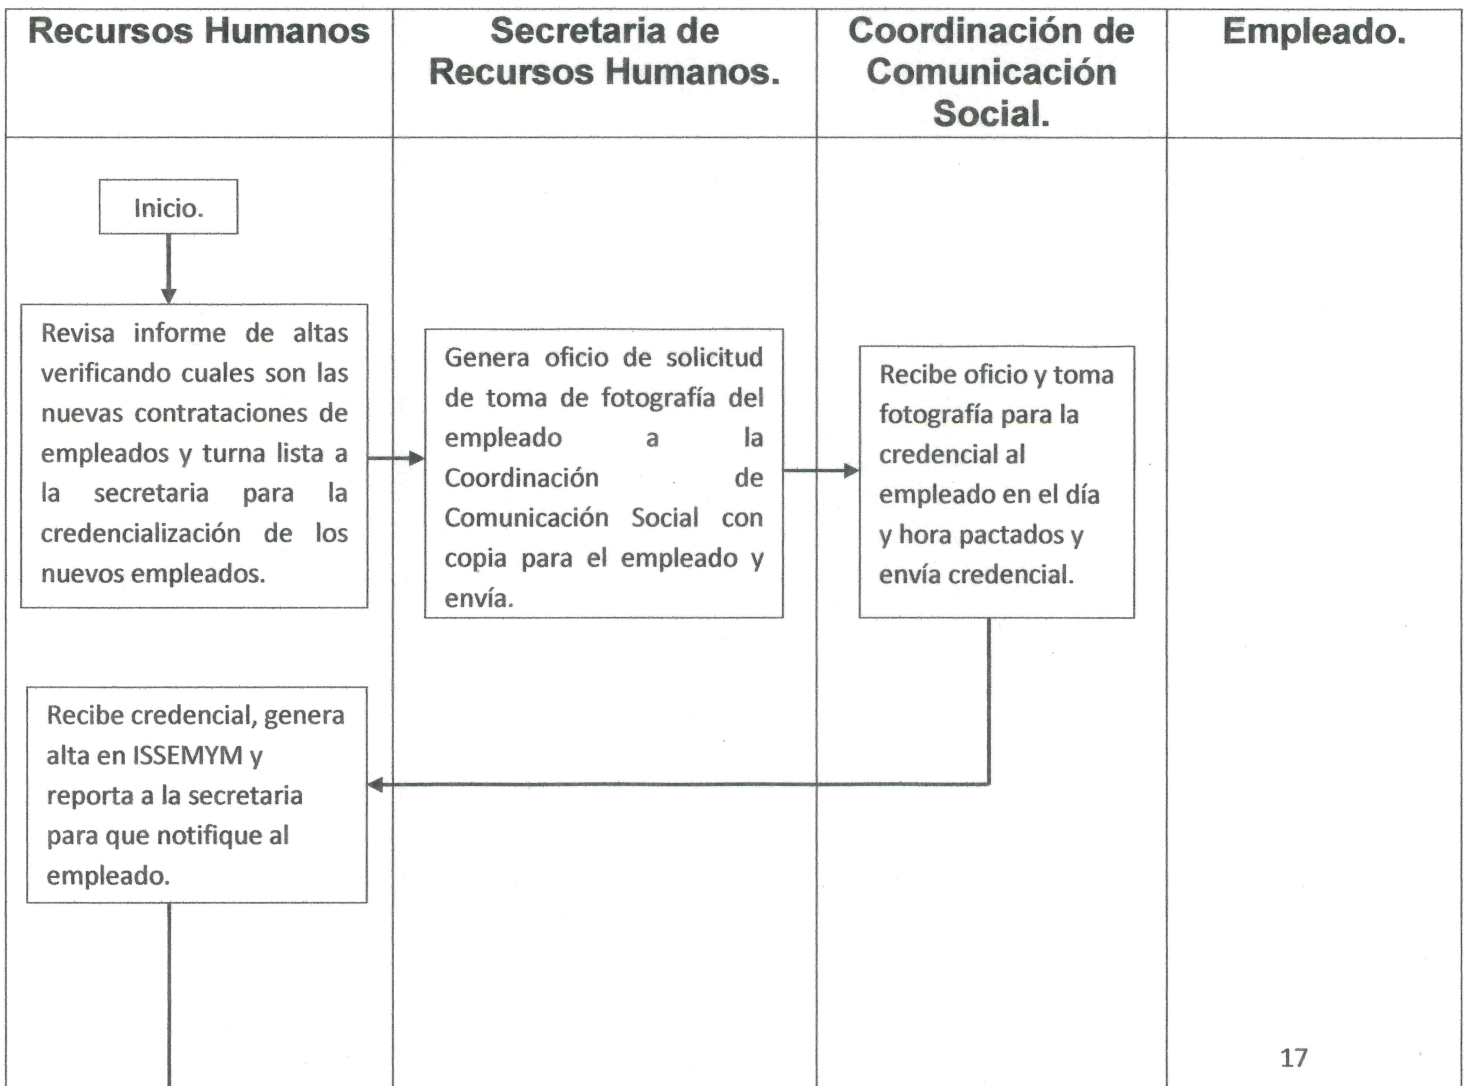 Recursos Humanos
Secretaria de
Recursos Humanos.
Coordinación de
Comunicación
Social.
Empleado.
Inicio.
Revisa informe de altas
verificando cuales son las
nuevas contrataciones de
empleados y turna lista a
la secretaria para la
credencialización de los
nuevos empleados.
Genera oficio de solicitud
de toma de fotografía del
empleado a la
Coordinación de
Comunicación Social con
copia para el empleado y
envía.
Recibe oficio y toma
fotografía para la
credencial al
empleado en el día
y hora pactados y
envía credencial.
Recibe credencial, genera
alta en ISSEMYM y
reporta a la secretaria
para que notifique al
empleado.
17